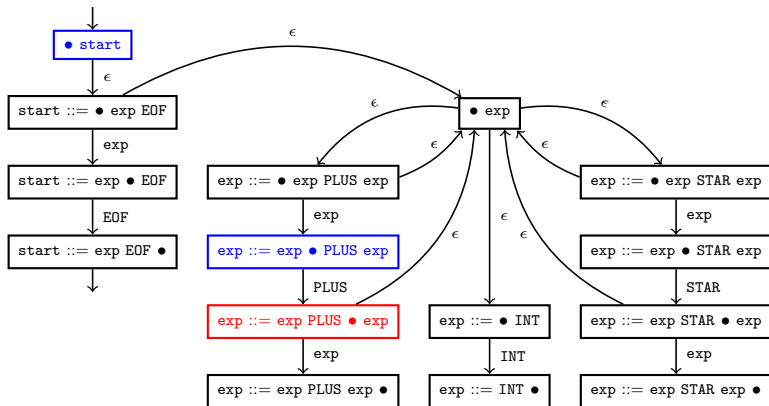 ● start
ϵ
ϵ
start ::= ● exp EOF
exp
start ::= exp ● EOF
EOF
start ::= exp EOF ●
● exp
ϵ
ϵ
ϵ
ϵ
exp ::= ● exp PLUS exp
exp
exp ::= exp ● PLUS exp
PLUS
exp ::= exp PLUS ● exp
exp
exp ::= exp PLUS exp ●
ϵ
ϵ
ϵ
exp ::= ● INT
INT
exp ::= INT ●
exp ::= ● exp STAR exp
exp
exp ::= exp ● STAR exp
STAR
exp ::= exp STAR ● exp
exp
exp ::= exp STAR exp ●